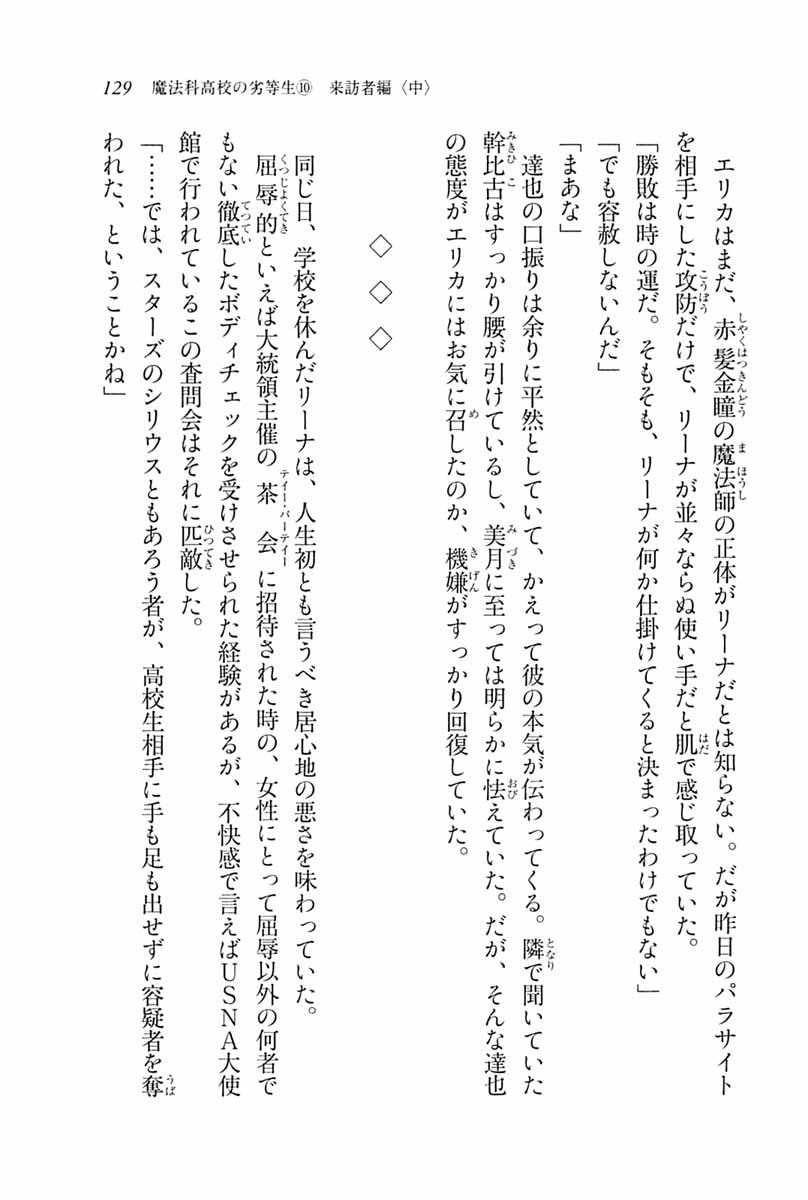 129 魔法科高校の劣等生⑩ 来訪者編〈中〉
エリカはまだ、赤髪金瞳の魔法師の正体がリーナだとは知らない。だが昨日のパラサイト
を相手にした攻防だけで、リーナが並々ならぬ使い手だと肌で感じ取っていた。
「勝敗は時の運だ。そもそも、リーナが何か仕掛けてくると決まったわけでもない」
「でも容赦しないんだ」
「まあな」
達也の口振りは余りに平然としていて、かえって彼の本気が伝わってくる。隣で聞いていた
幹比古はすっかり腰が引けているし、美月に至っては明らかに怯えていた。だが、そんな達也
の態度がエリカにはお気に召したのか、機嫌がすっかり回復していた。
◇ ◇ ◇
同じ日、学校を休んだリーナは、人生初とも言うべき居心地の悪さを味わっていた。
屈辱的といえば大統領主催の茶会に招待された時の、女性にとって屈辱以外の何者で
もない徹底したボディチェックを受けさせられた経験があるが、不快感で言えばUSNA大使
館で行われているこの査問会はそれに匹敵した。
「……では、スターズのシリウスともあろう者が、高校生相手に手も足も出せずに容疑者を奪
われた、ということかね」